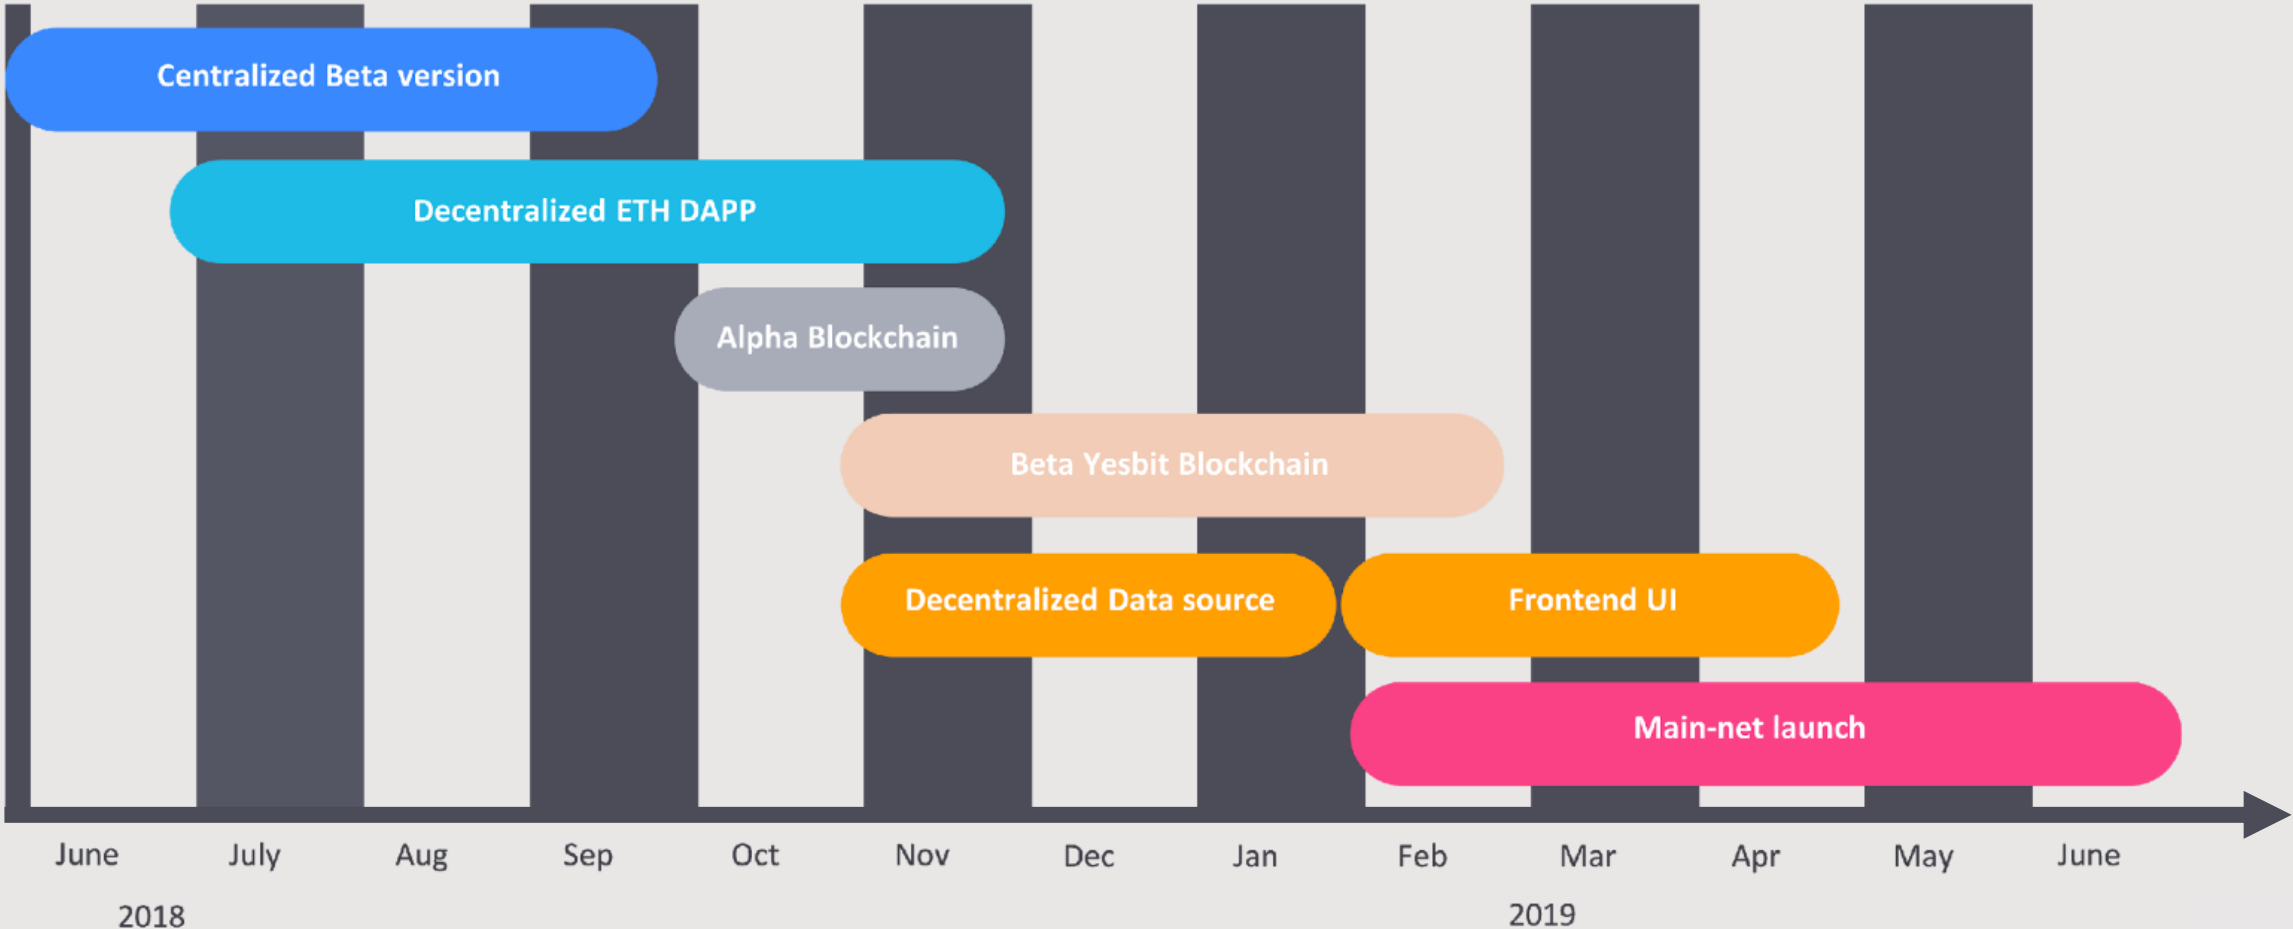 Centralized Beta version
Decentralized ETH DAPP
Alpha Blockchain
Beta Yesbit Blockchain
Decentralized Data source
Frontend UI
Main-net launch
June July Aug Sep Oct Nov Dec Jan Feb Mar Apr May June
2018 2019